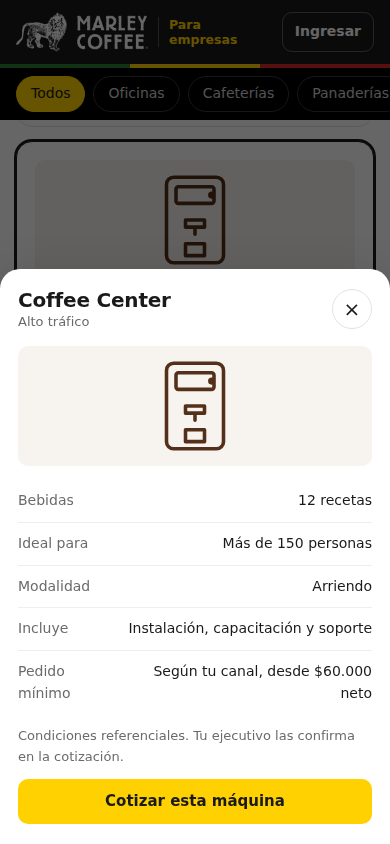 MARLEY
COFFEE
Para
empresas
Ingresar
Todos
Oficinas
Cafeterías
Panaderías
Coffee Center
Alto tráfico
Bebidas
12 recetas
Ideal para
Más de 150 personas
Modalidad
Arriendo
Incluye
Instalación, capacitación y soporte
Pedido
mínimo
Según tu canal, desde $60.000
neto
Condiciones referenciales. Tu ejecutivo las confirma
en la cotización.
Cotizar esta máquina